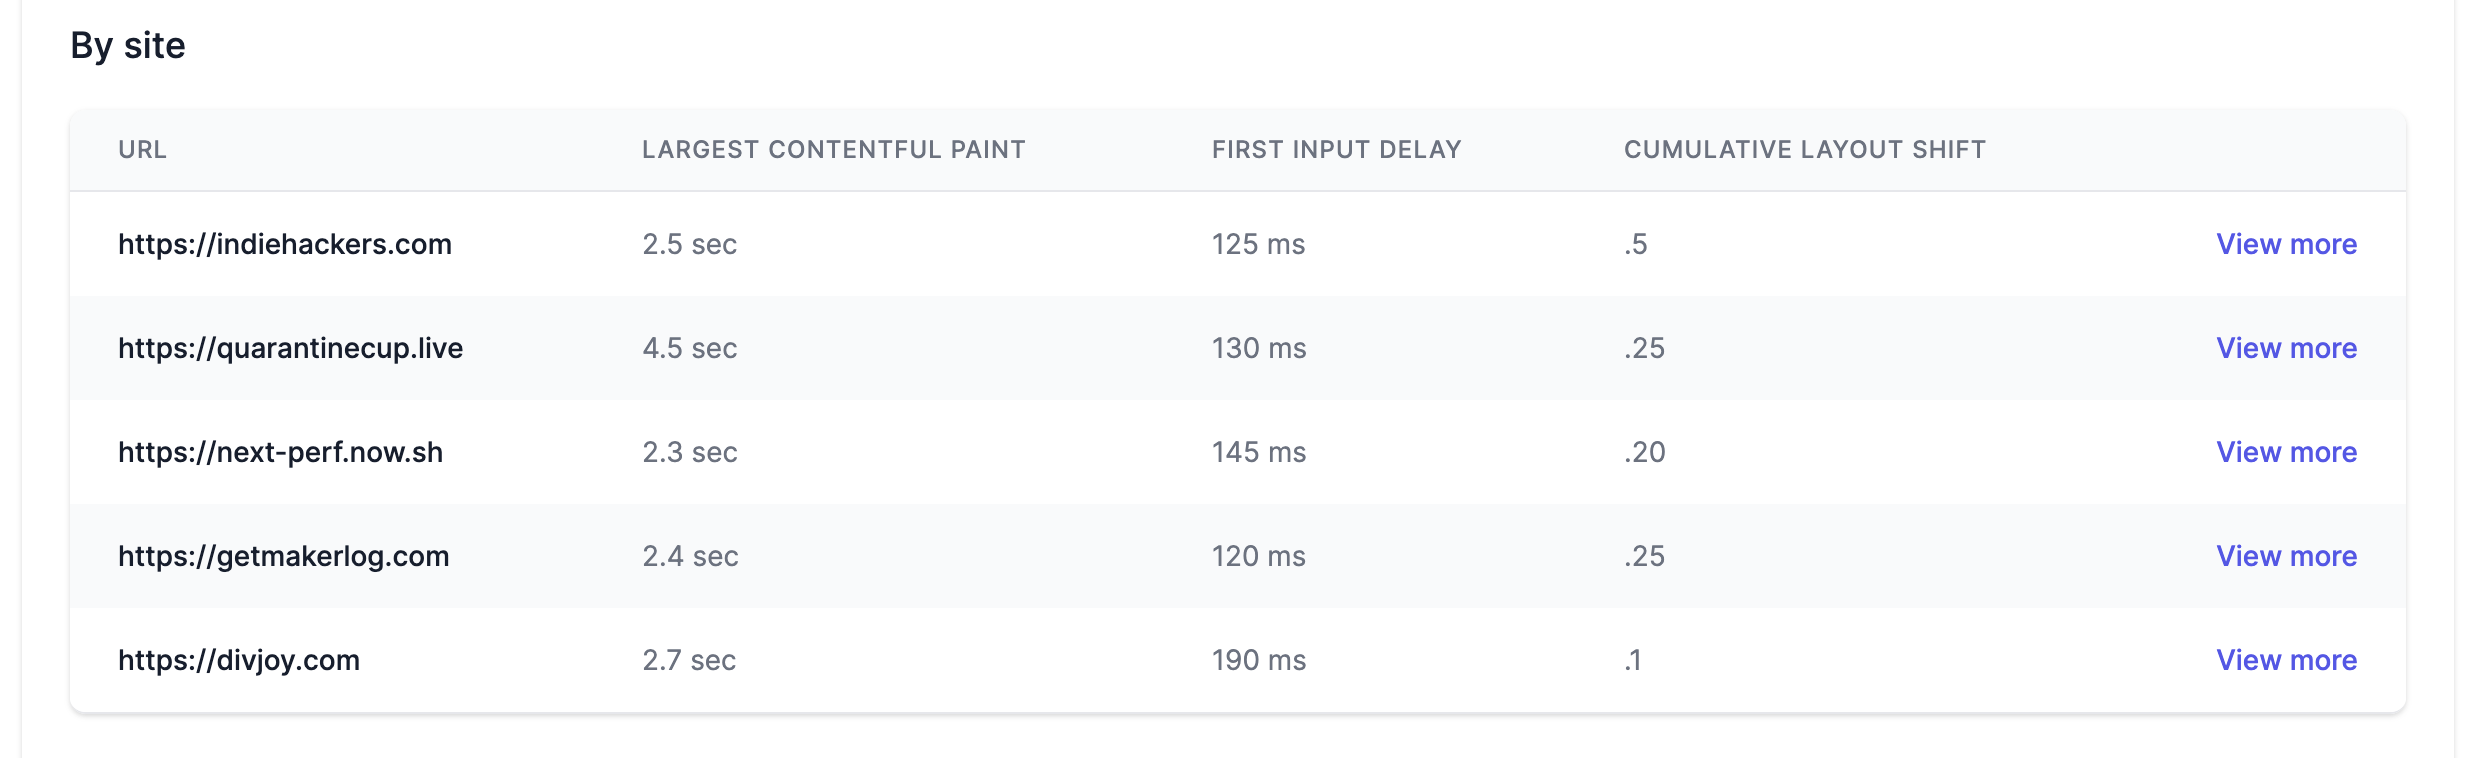 By site
URL LARGEST CONTENTFUL PAINT FIRST INPUT DELAY CUMULATIVE LAYOUT SHIFT
https://indiehackers.com 2.5 sec 125 ms .5 View more
https://quarantinecup.live 4.5 sec 130 ms .25 View more
https://next-perf.now.sh 2.3 sec 145 ms .20 View more
https://getmakerlog.com 2.4 sec 120 ms .25 View more
https://divjoy.com 2.7 sec 190 ms .1 View more